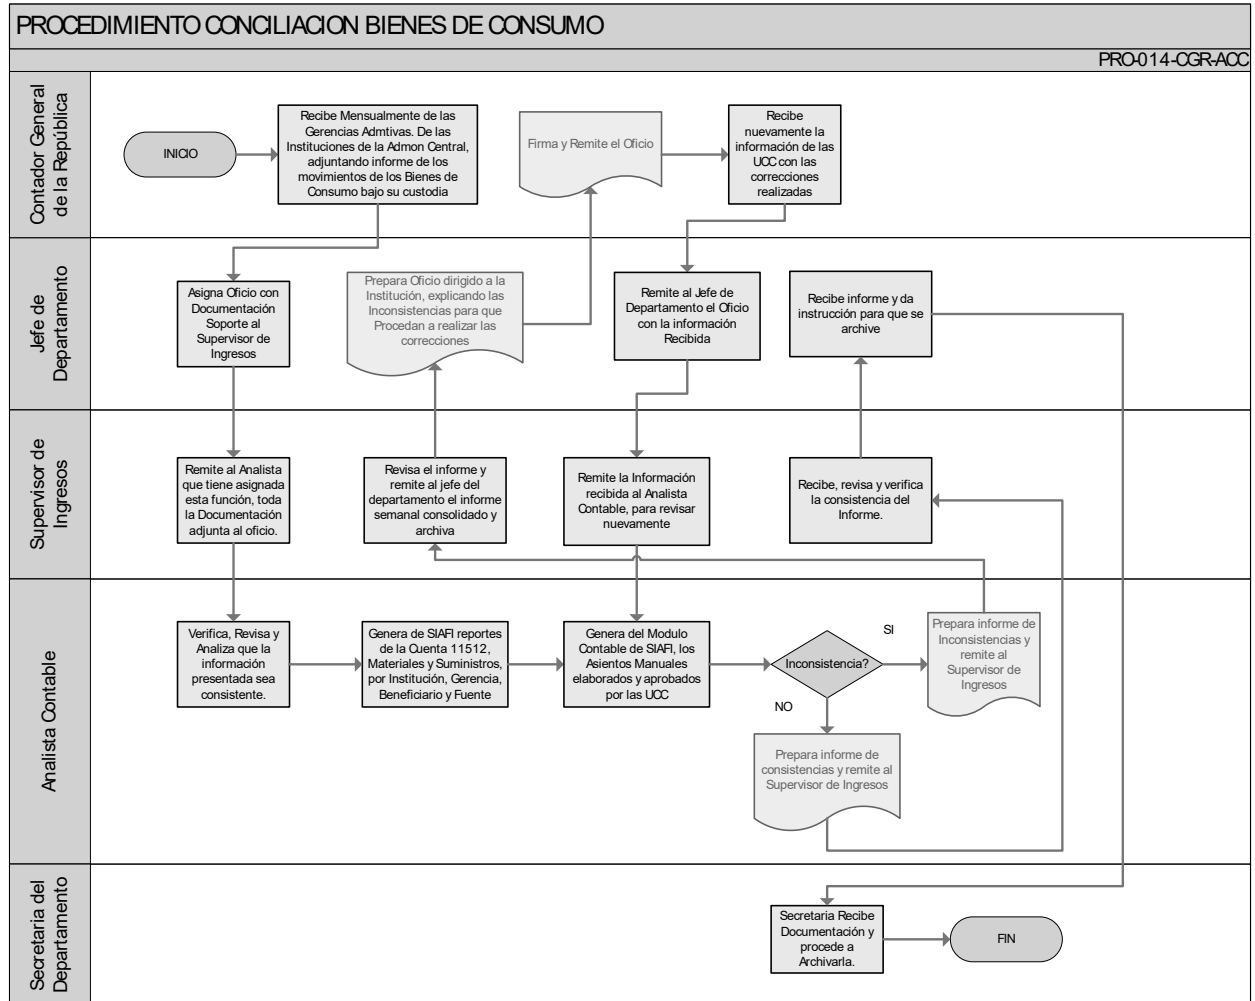 PROCEDIMIENTO CONCILIACION BIENES DE CONSUMO
PRO-014-CGR-ACC
Contador General
de la República
INICIO
Recibe Mensualmente de las
Gerencias Admtivas. De las
Instituciones de la Admon Central,
adjuntando informe de los
movimientos de los Bienes de
Consumo bajo su custodia
Firma y Remite el Oficio
Recibe
nuevamente la
información de las
UCC con las
correcciones
realizadas
Jefe de
Departamento
Asigna Oficio con
Documentación
Soporte al
Supervisor de
Ingresos
Prepara Oficio dirigido a la
Institución, explicando las
Inconsistencias para que
Procedan a realizar las
correcciones
Remite al Jefe de
Departamento el Oficio
con la información
Recibida
Recibe informe y da
instrucción para que se
archive
Supervisor de
Ingresos
Remite al Analista
que tiene asignada
esta función, toda
la Documentación
adjunta al oficio.
Revisa el informe y
remite al jefe del
departamento el informe
semanal consolidado y
archiva
Remite la Información
recibida al Analista
Contable, para revisar
nuevamente
Recibe, revisa y verifica
la consistencia del
Informe.
Analista Contable
Verifica, Revisa y
Analiza que la
información
presentada sea
consistente.
Genera de SIAFI reportes
de la Cuenta 11512,
Materiales y Suministros,
por Institución, Gerencia,
Beneficiario y Fuente
Genera del Modulo
Contable de SIAFI, los
Asientos Manuales
elaborados y aprobados
por las UCC
Inconsistencia?
SI
NO
Prepara informe de
Inconsistencias y
remite al
Supervisor de
Ingresos
Prepara informe de
consistencias y remite al
Supervisor de Ingresos
Secretaria del
Departamento
Secretaria Recibe
Documentación y
procede a
Archivarla.
FIN